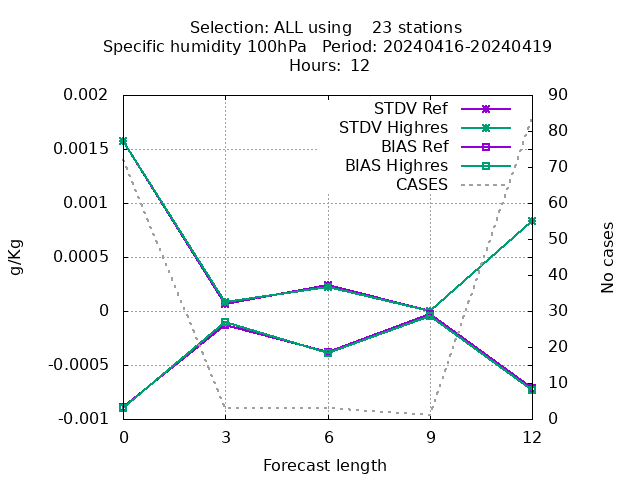 Selection: ALL using    23 stations
Specific humidity 100hPa   Period: 20240416-20240419
Hours: 12
STDV Ref
STDV Highres
BIAS Ref
BIAS Highres
CASES
0.002
0.0015
0.001
0.0005
0
-0.0005
-0.001
g/Kg
90
80
70
60
50
40
30
20
10
0
No cases
0 3 6 9 12
Forecast length